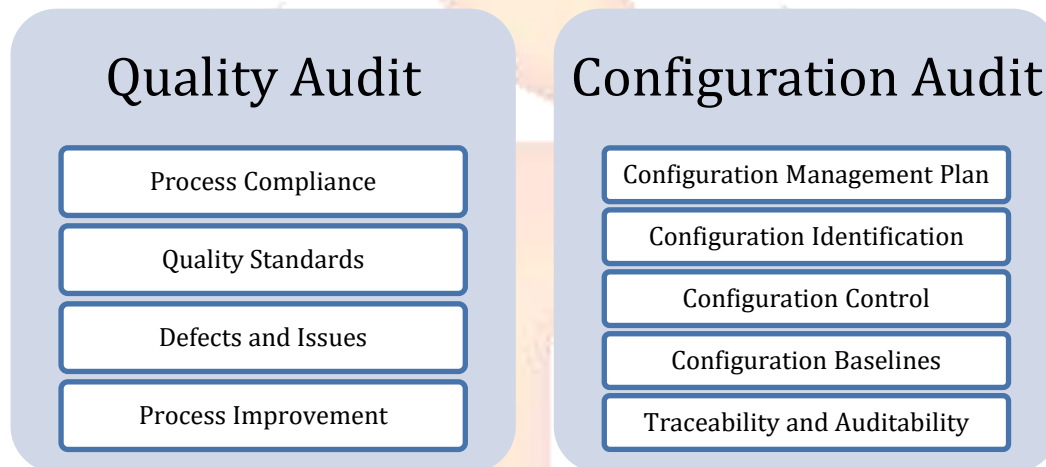 Quality Audit
Process Compliance
Quality Standards
Defects and Issues
Process Improvement
Configuration Audit
Configuration Management Plan
Configuration Identification
Configuration Control
Configuration Baselines
Traceability and Auditability